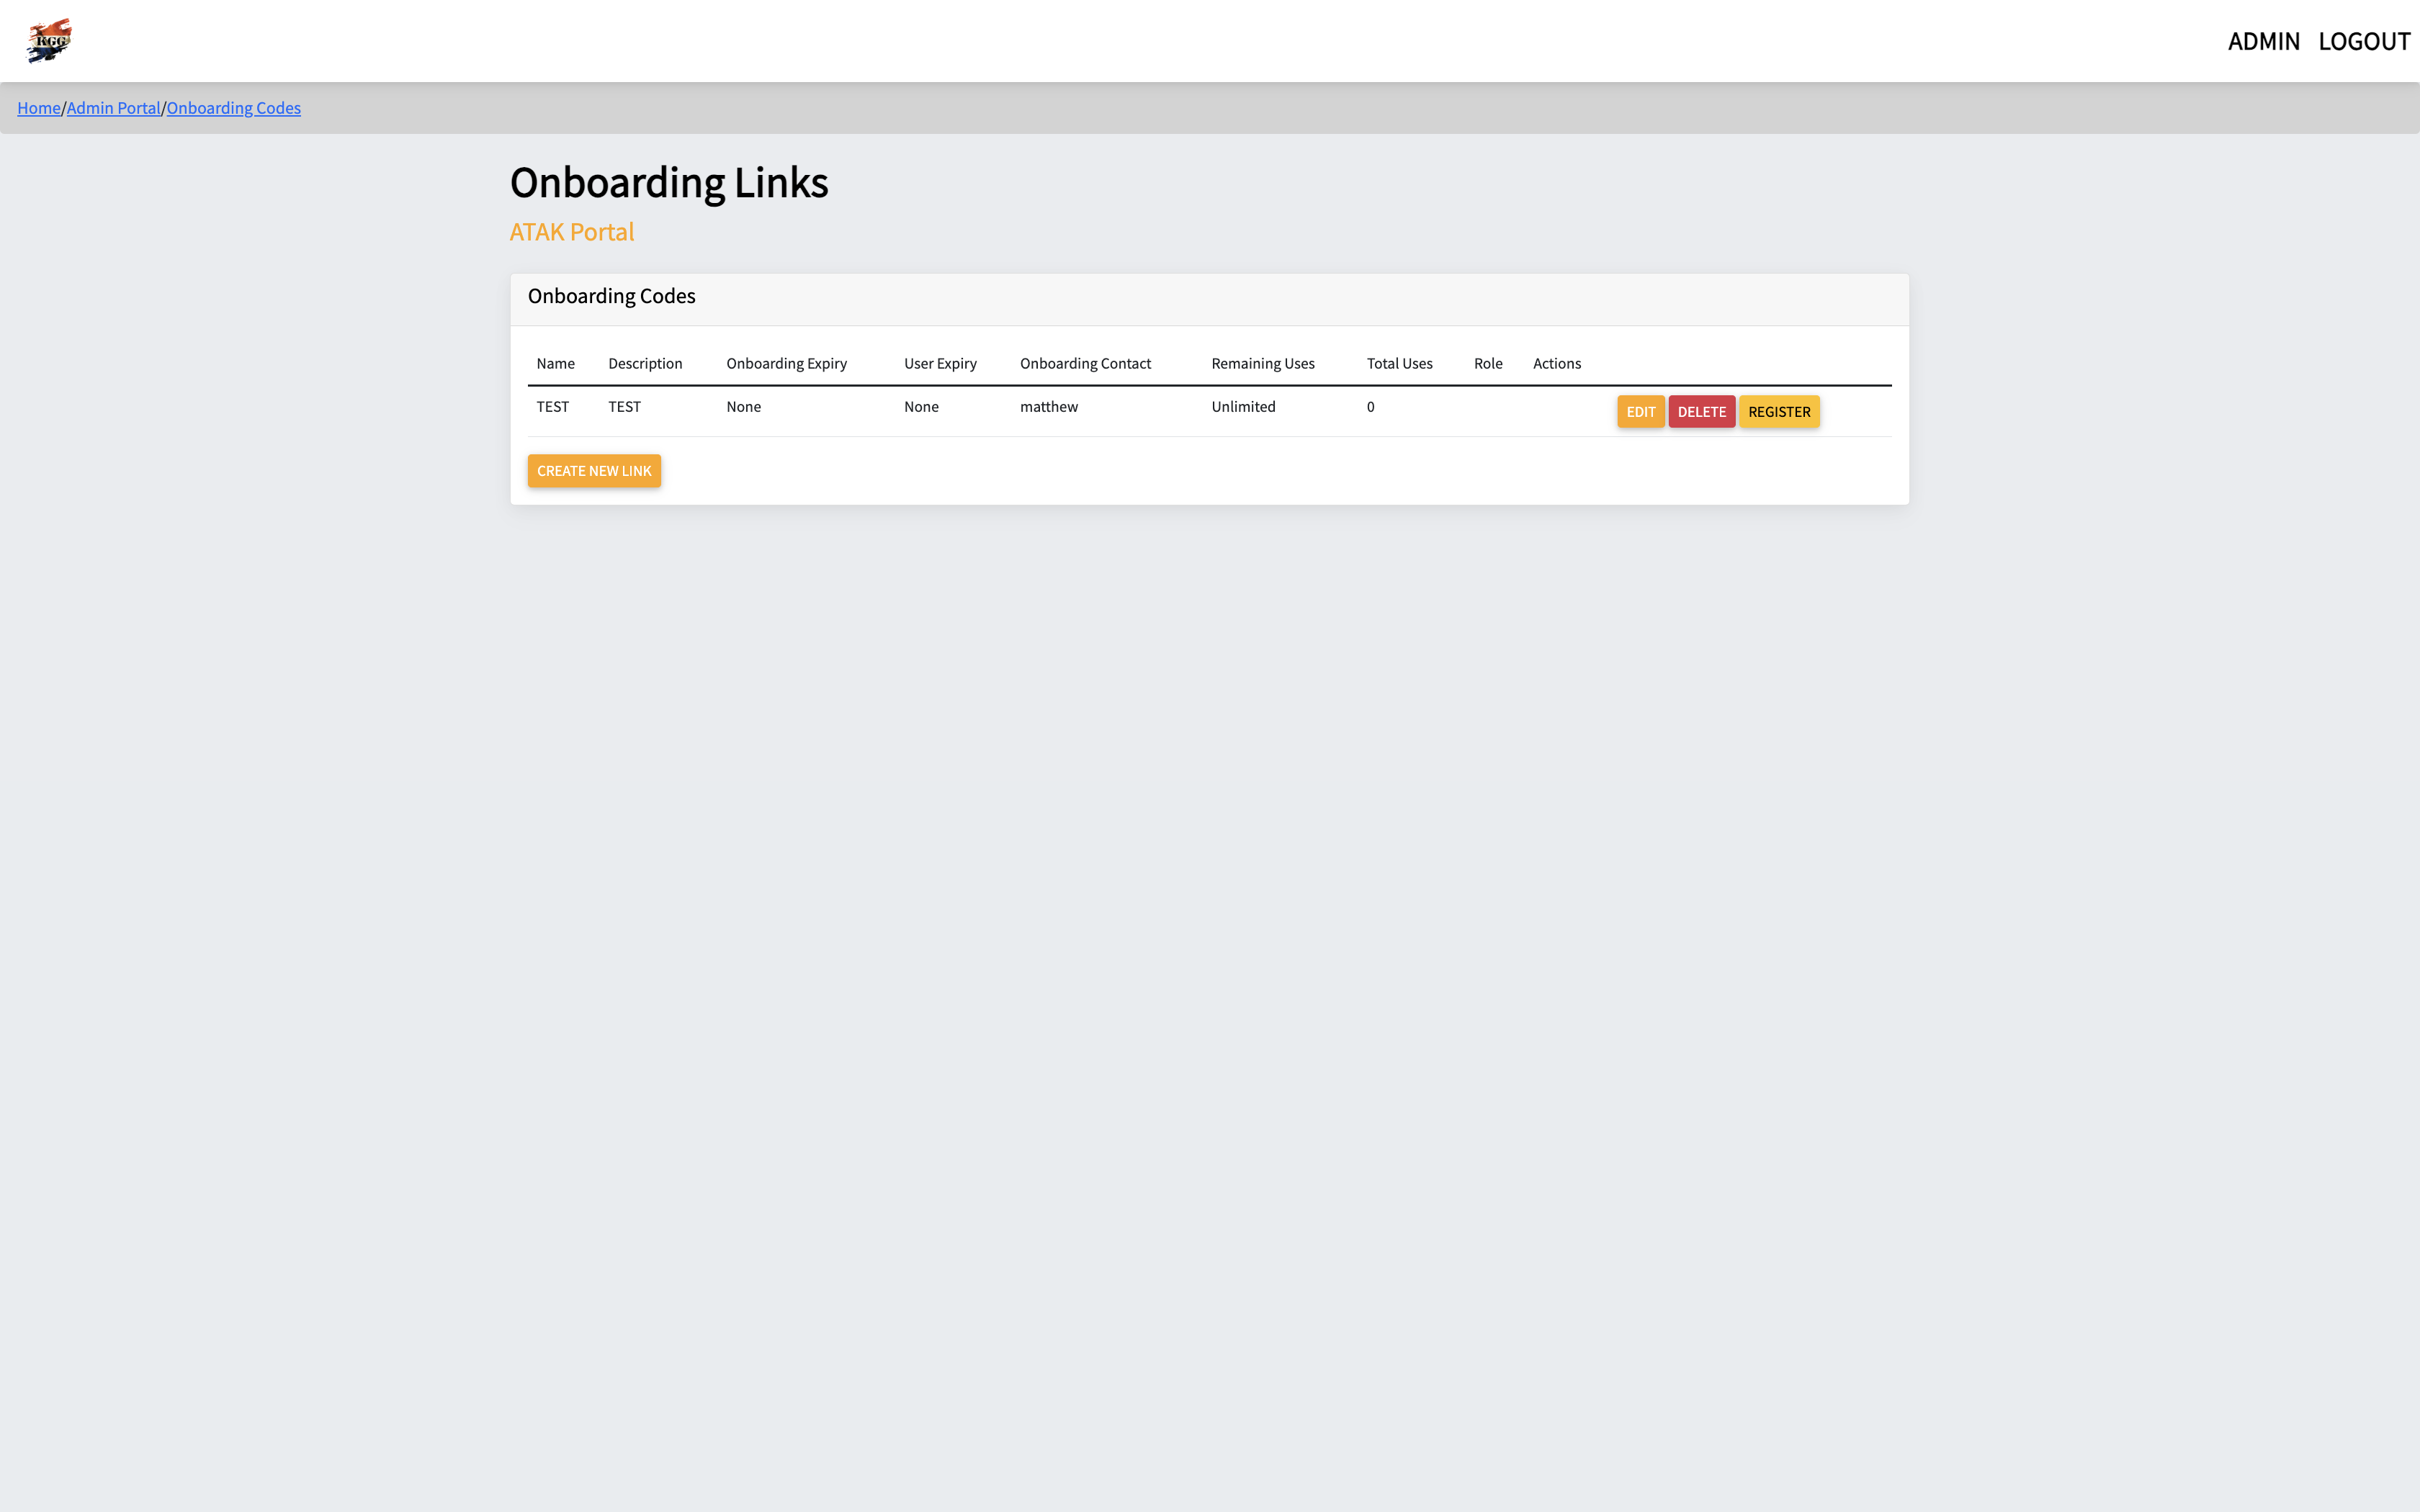 KGG
ADMIN LOGOUT
Home/Admin Portal/Onboarding Codes
Onboarding Links
ATAK Portal
Onboarding Codes
Name Description Onboarding Expiry User Expiry Onboarding Contact Remaining Uses Total Uses Role Actions
TEST TEST None None matthew Unlimited 0 EDIT DELETE REGISTER
CREATE NEW LINK